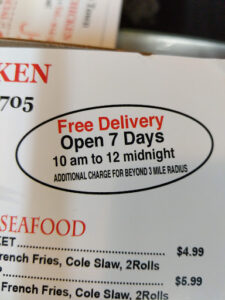 KEN
705
Free Delivery
Open 7 Days
10 am to 12 midnight
ADDITIONAL CHARGE FOR BEYOND 3 MILE RADIUS
SEAFOOD
KET $4.99
rench Fries, Cole Slaw, 2Rolls
$5.99
French Fries, Cole Slaw, 2Rolls